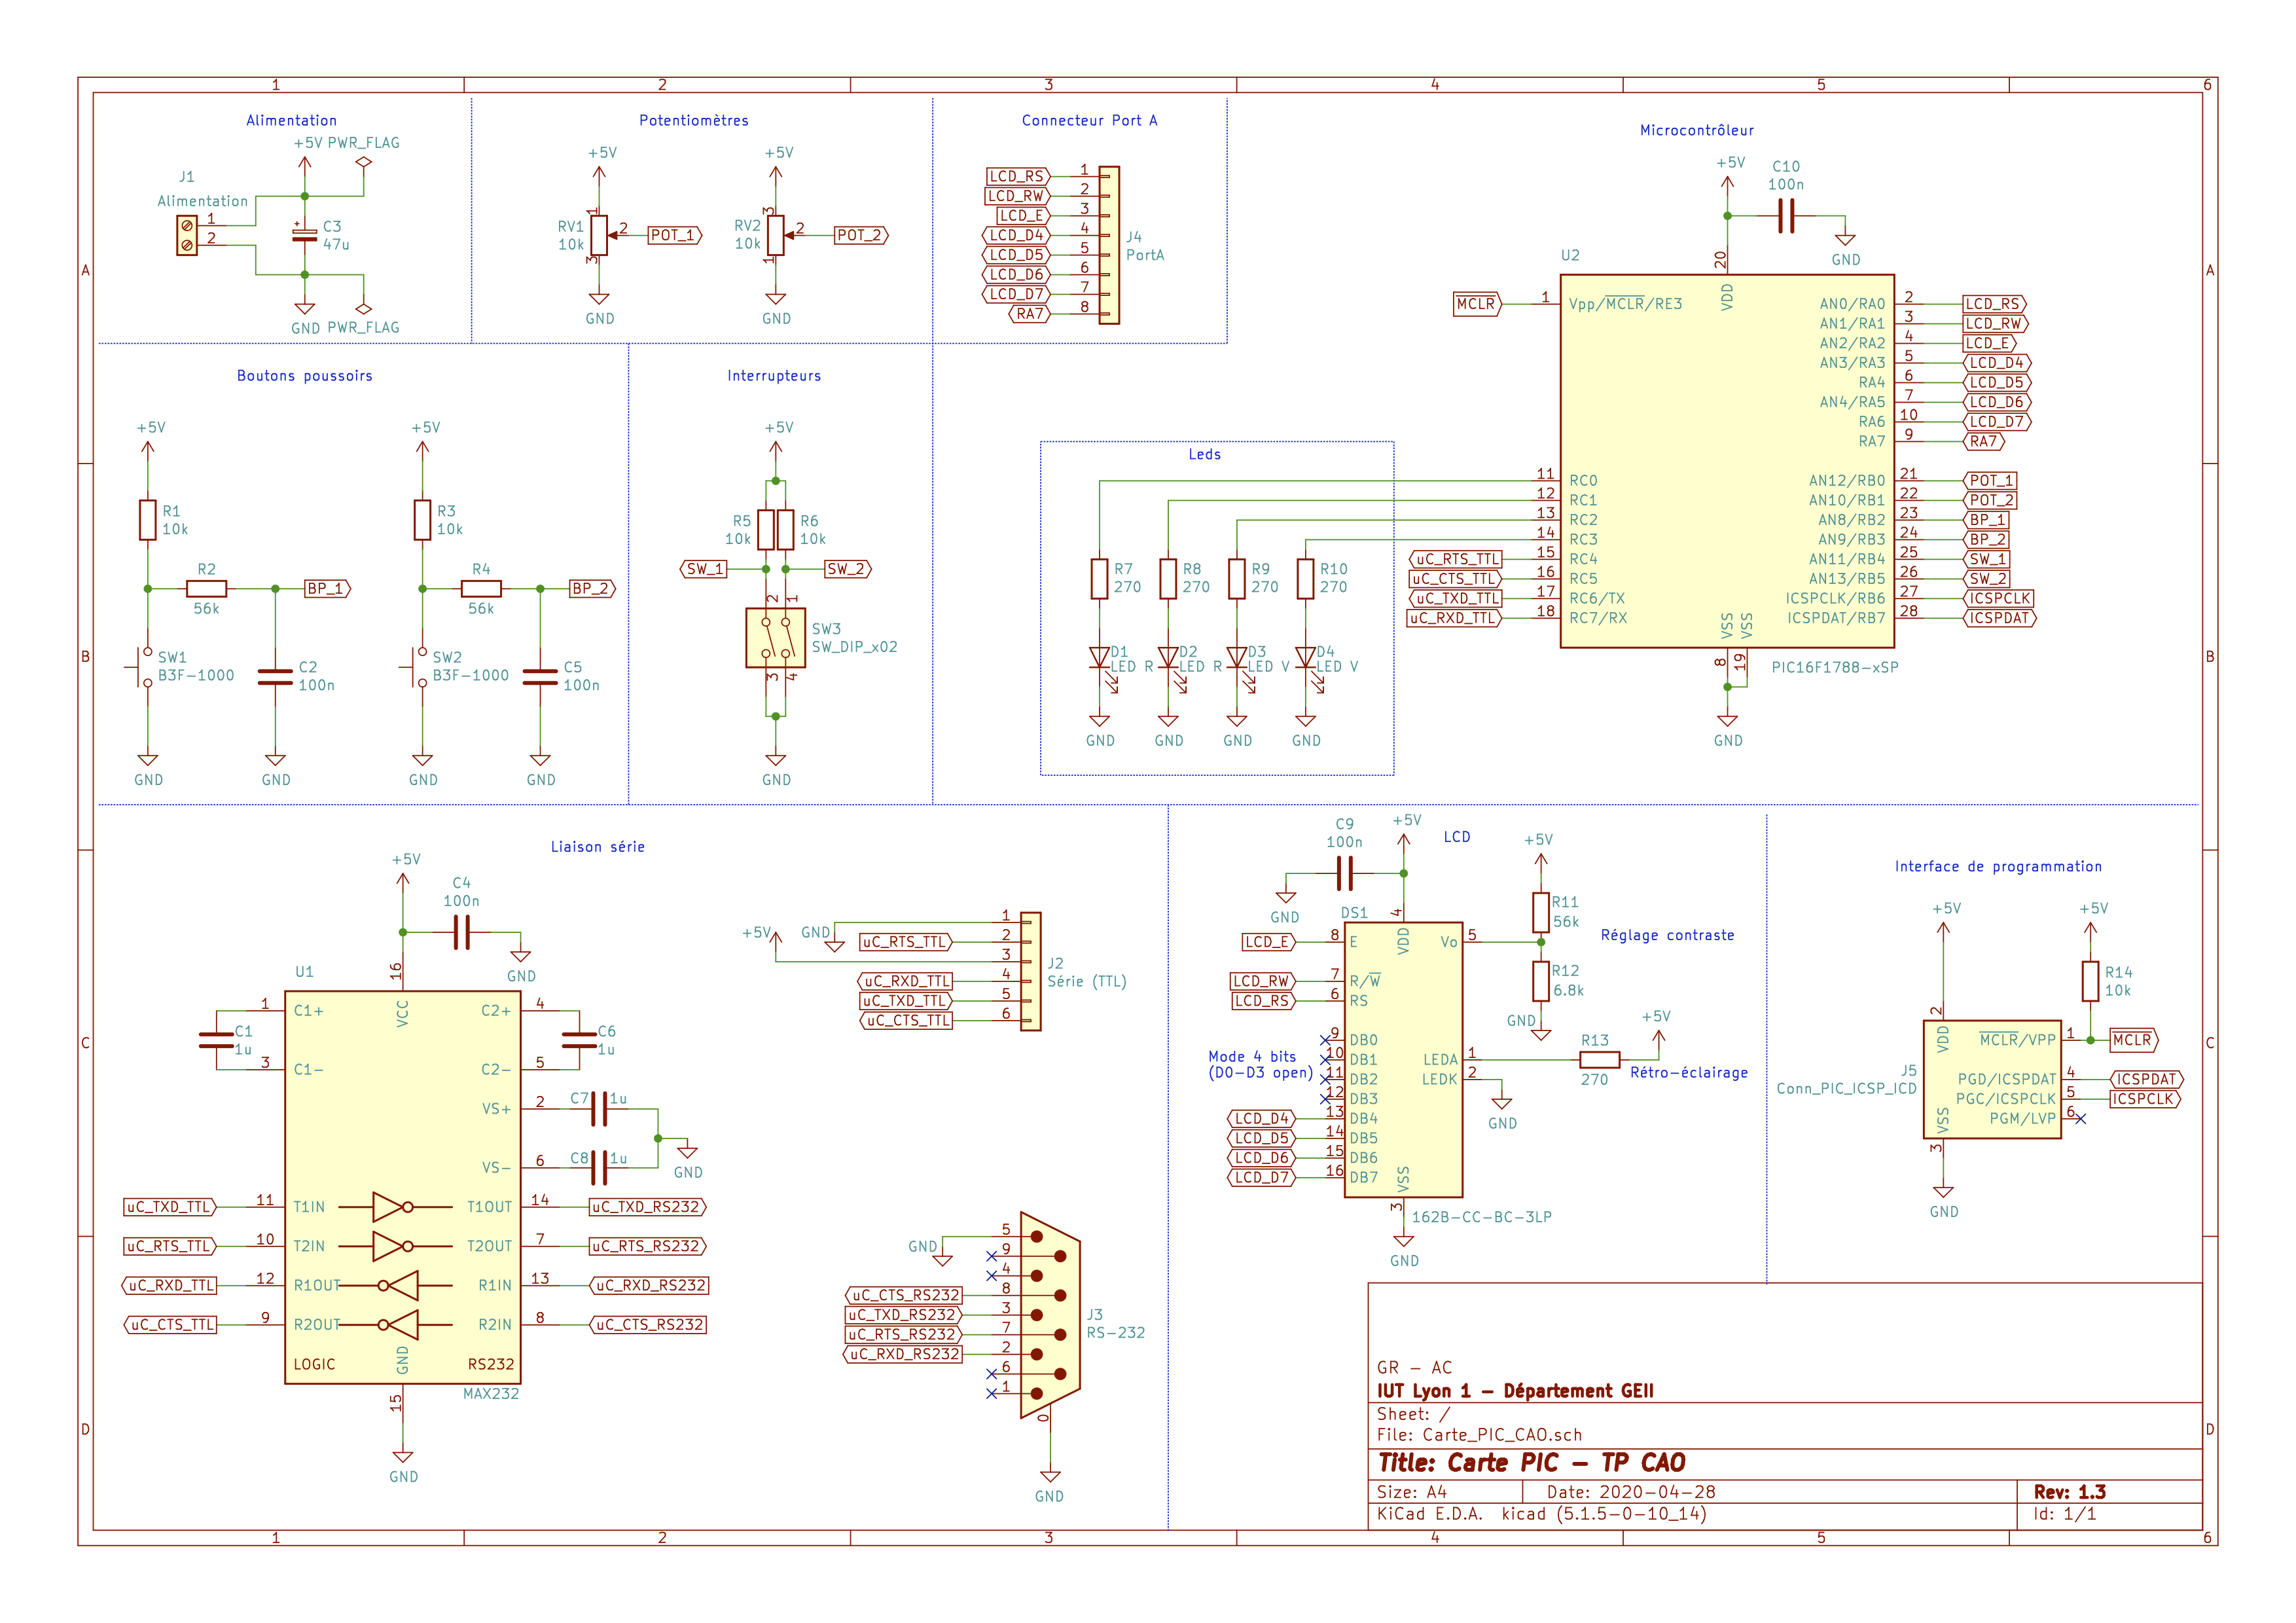 1 2 3 4 5 6
A
B
C
D
Alimentation
+5V PWR_FLAG
J1
Alimentation
1
2
C3
47u
GND PWR_FLAG
Potentiomètres
+5V
RV1
10k
1
2
3
POT_1
GND
+5V
RV2
10k
3
2
1
POT_2
GND
Connecteur Port A
LCD_RS 1
LCD_RW 2
LCD_E 3
LCD_D4 4
LCD_D5 5
LCD_D6 6
LCD_D7 7
RA7 8
J4
PortA
Microcontrôleur
+5V
C10
100n
GND
U2
20
VDD
MCLR 1 Vpp/MCLR/RE3
AN0/RA0 2 LCD_RS
AN1/RA1 3 LCD_RW
AN2/RA2 4 LCD_E
AN3/RA3 5 LCD_D4
RA4 6 LCD_D5
AN4/RA5 7 LCD_D6
RA6 10 LCD_D7
RA7 9 RA7
11 RC0
12 RC1
13 RC2
14 RC3
uC_RTS_TTL 15 RC4
uC_CTS_TTL 16 RC5
uC_TXD_TTL 17 RC6/TX
uC_RXD_TTL 18 RC7/RX
AN12/RB0 21 POT_1
AN10/RB1 22 POT_2
AN8/RB2 23 BP_1
AN9/RB3 24 BP_2
AN11/RB4 25 SW_1
AN13/RB5 26 SW_2
ICSPCLK/RB6 27 ICSPCLK
ICSPDAT/RB7 28 ICSPDAT
VSS VSS
8 19
PIC16F1788-xSP
GND
Boutons poussoirs
+5V
R1
10k
R2
56k
BP_1
SW1
B3F-1000
C2
100n
GND GND
+5V
R3
10k
R4
56k
BP_2
SW2
B3F-1000
C5
100n
GND GND
Interrupteurs
+5V
R5
10k
R6
10k
SW_1 SW_2
2 1
SW3
SW_DIP_x02
3 4
GND
Leds
R7
270
R8
270
R9
270
R10
270
D1
LED R
D2
LED R
D3
LED V
D4
LED V
GND GND GND GND
Liaison série
+5V
C4
100n
GND
U1
16
VCC
1 C1+
C1
1u
3 C1-
C2+ 4
C6
1u
C2- 5
VS+ 2
C7 1u
VS- 6
C8 1u
GND
uC_TXD_TTL 11 T1IN T1OUT 14 uC_TXD_RS232
uC_RTS_TTL 10 T2IN T2OUT 7 uC_RTS_RS232
uC_RXD_TTL 12 R1OUT R1IN 13 uC_RXD_RS232
uC_CTS_TTL 9 R2OUT R2IN 8 uC_CTS_RS232
LOGIC GND RS232
MAX232
15
GND
+5V GND
1
uC_RTS_TTL 2
3
uC_RXD_TTL 4
uC_TXD_TTL 5
uC_CTS_TTL 6
J2
Série (TTL)
GND
5
9
4
uC_CTS_RS232 8
uC_TXD_RS232 3
uC_RTS_RS232 7
uC_RXD_RS232 2
6
1
0
J3
RS-232
GND
LCD
C9
100n
+5V
GND
DS1
4
VDD
LCD_E 8 E
LCD_RW 7 R/W
LCD_RS 6 RS
9 DB0
10 DB1
11 DB2
12 DB3
Mode 4 bits
(D0-D3 open)
LCD_D4 13 DB4
LCD_D5 14 DB5
LCD_D6 15 DB6
LCD_D7 16 DB7
VSS
3
162B-CC-BC-3LP
GND
Vo 5
+5V
R11
56k
Réglage contraste
R12
6.8k
GND
LEDA 1
R13
270
+5V
LEDK 2
Rétro-éclairage
GND
Interface de programmation
+5V
+5V
R14
10k
2
VDD
MCLR/VPP 1 MCLR
J5
Conn_PIC_ICSP_ICD
PGD/ICSPDAT 4 ICSPDAT
PGC/ICSPCLK 5 ICSPCLK
PGM/LVP 6
VSS
3
GND
GR - AC
IUT Lyon 1 - Département GEII
Sheet: /
File: Carte_PIC_CAO.sch
Title: Carte PIC - TP CAO
Size: A4 Date: 2020-04-28 Rev: 1.3
KiCad E.D.A. kicad (5.1.5-0-10_14) Id: 1/1
A
B
C
D
1 2 3 4 5 6